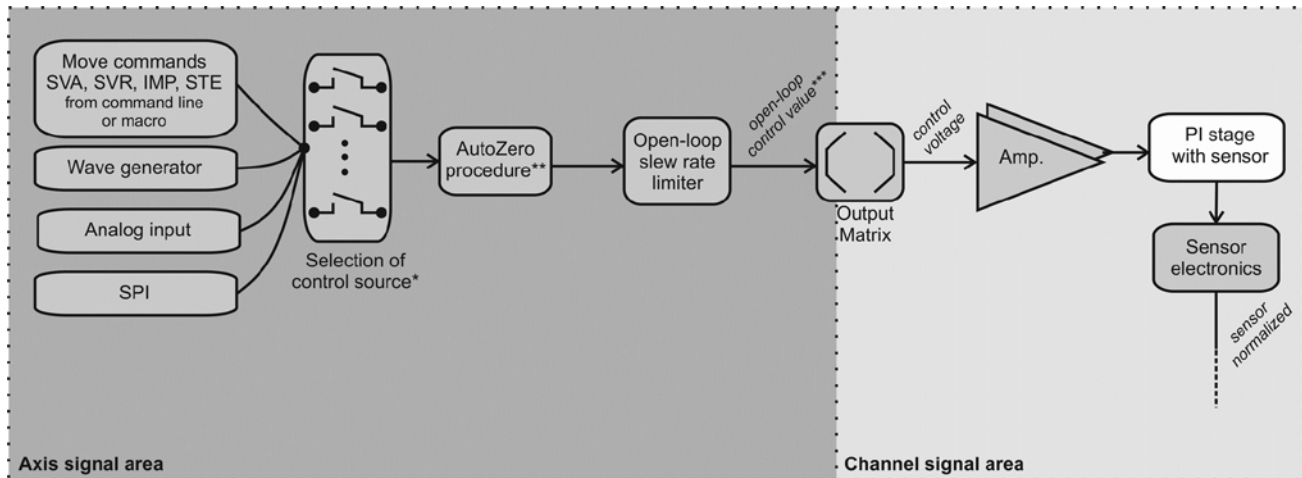 Move commands
SVA, SVR, IMP, STE
from command line
or macro
Wave generator
Analog input
SPI
Selection of
control source*
AutoZero
procedure**
Open-loop
slew rate
limiter
open-loop
control value***
Output
Matrix
control
voltage
Amp.
PI stage
with sensor
Sensor
electronics
sensor
normalized
Axis signal area
Channel signal area